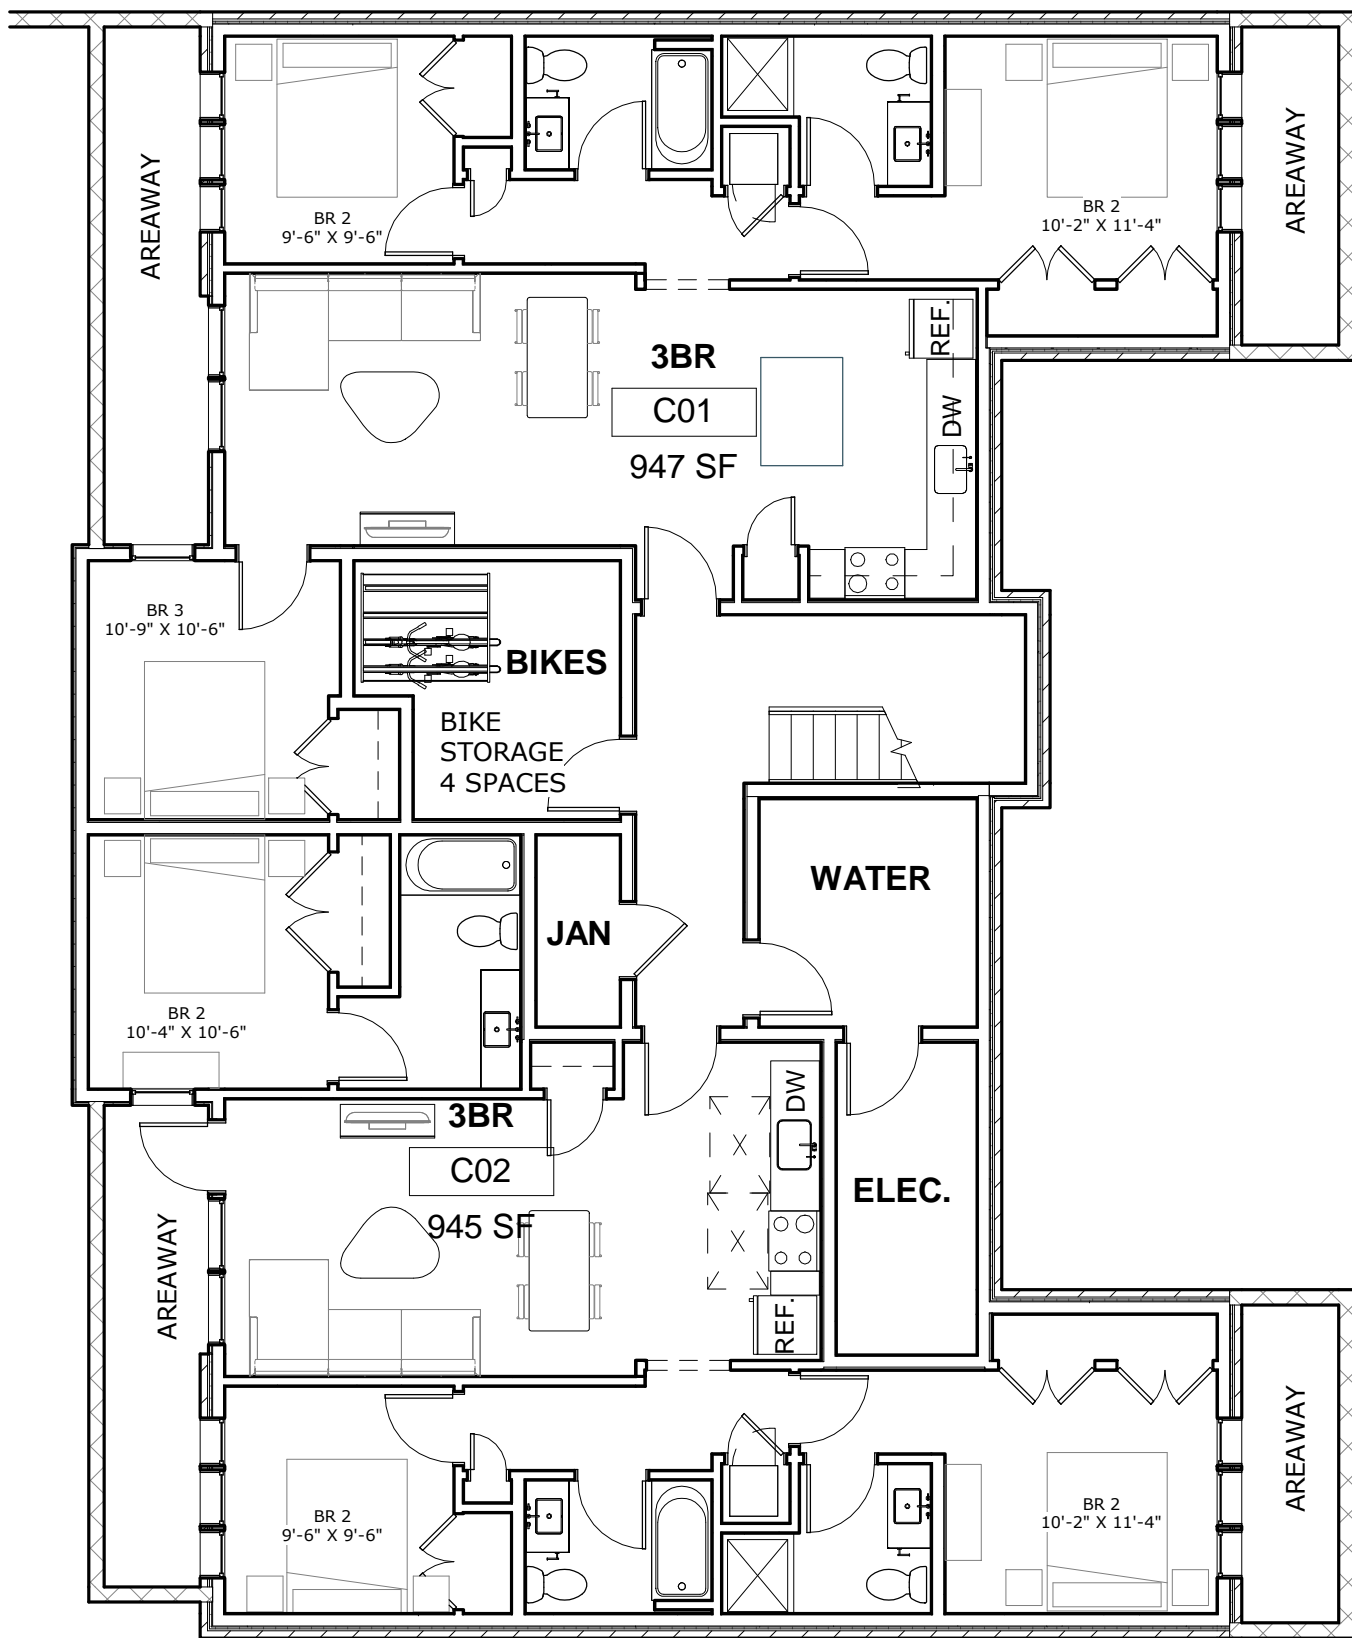 AREAWAY
BR 2
9'-6" X 9'-6"
BR 2
10'-2" X 11'-4"
AREAWAY
3BR
C01
947 SF
REF.
DW
BR 3
10'-9" X 10'-6"
BIKES
BIKE
STORAGE
4 SPACES
WATER
JAN
BR 2
10'-4" X 10'-6"
3BR
C02
945 SF
DW
REF.
ELEC.
AREAWAY
BR 2
9'-6" X 9'-6"
BR 2
10'-2" X 11'-4"
AREAWAY